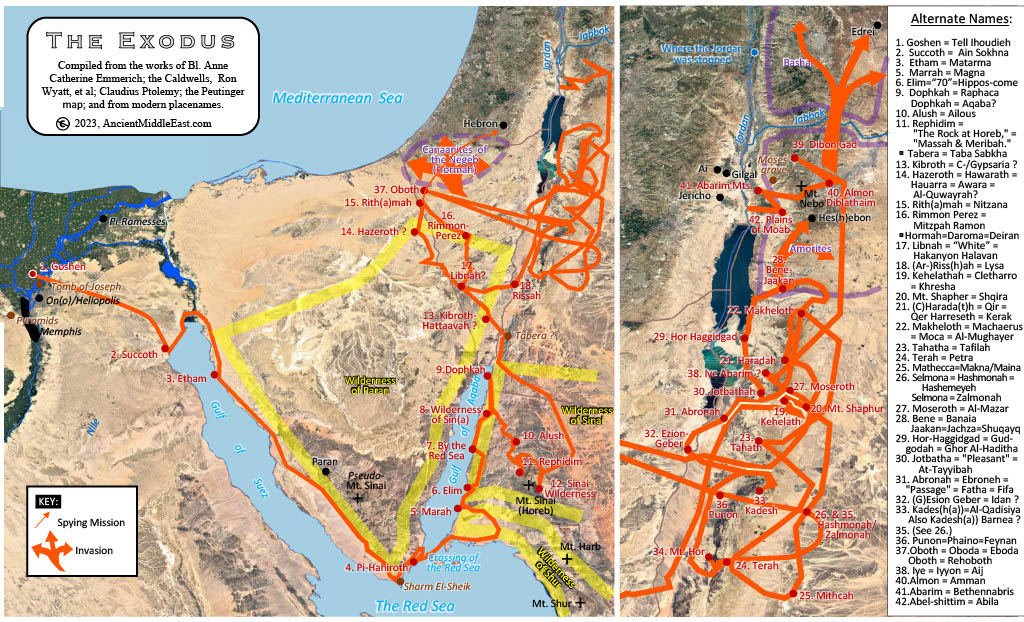 THE EXODUS
Compiled from the works of Bl. Anne
Catherine Emmerich; the Caldwells, Ron
Wyatt, et al; Claudius Ptolemy; the Peutinger
map; and from modern placenames.
2023, AncientMiddleEast.com
Mediterranean Sea
Jordan
Jabbok
Hebron
Canaanites of
the Negeb
(Hormah)
37. Oboth
15. Rith(a)mah
14. Hazeroth ?
16.
Rimmon-
Perez
17.
Libnah?
18.
Rissah
13. Kibroth-
Hattaavah ?
Tabera ?
Pi-Ramesses
1. Goshen
Tomb of Joseph
On(o)/Heliopolis
Pyramids
Memphis
2. Succoth
3. Etham
Nile
Gulf
of
Suez
Wilderness
of Paran
9.Dophkah
8. Wilderness
of Sin(a)
7. By the
Red Sea
6. Elim
5. Marah
Gulf of Aqaba
Wilderness
of Sinai
10. Alush
11. Rephidim
12. Sinai
Wilderness
Mt. Sinai
(Horeb)
Paran
Pseudo-
Mt. Sinai
4. Pi-Hahiroth
Sharm El-Sheik
Crossing of
the Red Sea
The Red Sea
Mt. Harb
Wilderness
of Shur
Mt. Shur
KEY:
Spying Mission
Invasion
Where the Jordan
was stopped
Edrei
Basha
Jordan
Jabbok
39. Dibon Gad
Moses'
grave
Ai
Gilgal
Jericho
41. Abarim Mts.
Mt.
Nebo
40. Almon
Diblathaim
42. Plains
of Moab
Hes(h)ebon
Amorites
28.
Bene-
Jaakan
22. Makheloth
29. Hor Haggidgad
21. Haradah
38. Iye Abarim ?
30. Jotbathah
27. Moseroth
31. Abronah
19.
Kehelath
20. Mt. Shaphur
32. Ezion
Geber
23.
Tahath
33.
Kadesh
36.
Punon
26. & 35.
Hashmonah/
Zalmonah
34. Mt. Hor
24. Terah
25. Mithcah
Alternate Names:
1. Goshen = Tell Ihoudieh
2. Succoth = Ain Sokhna
3. Etham = Matarma
5. Marrah = Magna
6. Elim="70"=Hippos-come
9. Dophkah = Raphaca
Dophkah = Aqaba?
10. Alush = Ailous
11. Rephidim =
"The Rock at Horeb," =
"Massah & Meribah."
Tabera = Taba Sabkha
13. Kibroth = C-/Gypsaria ?
14. Hazeroth = Hawarath =
Hauarra = Awara =
Al-Quwayrah?
15. Rith(a)mah = Nitzana
16. Rimmon Perez =
Mitzpah Ramon
Hormah=Daroma=Deiran
17. Libnah = "White" =
Hakanyon Halavan
18. (Ar-)Riss(h)ah = Lysa
19. Kehelathah = Cletharro
= Khresha
20. Mt. Shapher = Shqira
21. (C)Harada(t)h = Qir =
Qer Harreseth = Kerak
22. Makheloth = Machaerus
= Moca = Al-Mughayer
23. Tahatha = Tafilah
24. Terah = Petra
25. Mathecca=Makna/Maina
26. Selmona = Hashmonah =
Hashemeyeh
Selmona = Zalmonah
27. Moseroth = Al-Mazar
28. Bene = Banaia
Jaakan=Jachza=Shuqayq
29. Hor-Haggidgad = Gud-
godah = Ghor Al-Haditha
30. Jotbatha = "Pleasant" =
At-Tayyibah
31. Abronah = Ebroneh =
"Passage" = Fatha = Fifa
32. (G)Esion Geber = Idan ?
33. Kades(h(a))=Al-Qadisiya
Also Kadesh(a)) Barnea ?
35. (See 26.)
36. Punon=Phaino=Feynan
37.Oboth = Oboda = Eboda
Oboth = Rehoboth
38. Iye = Iyyon = Aij
40.Almon = Amman
41.Abarim = Bethennabris
42.Abel-shittim = Abila